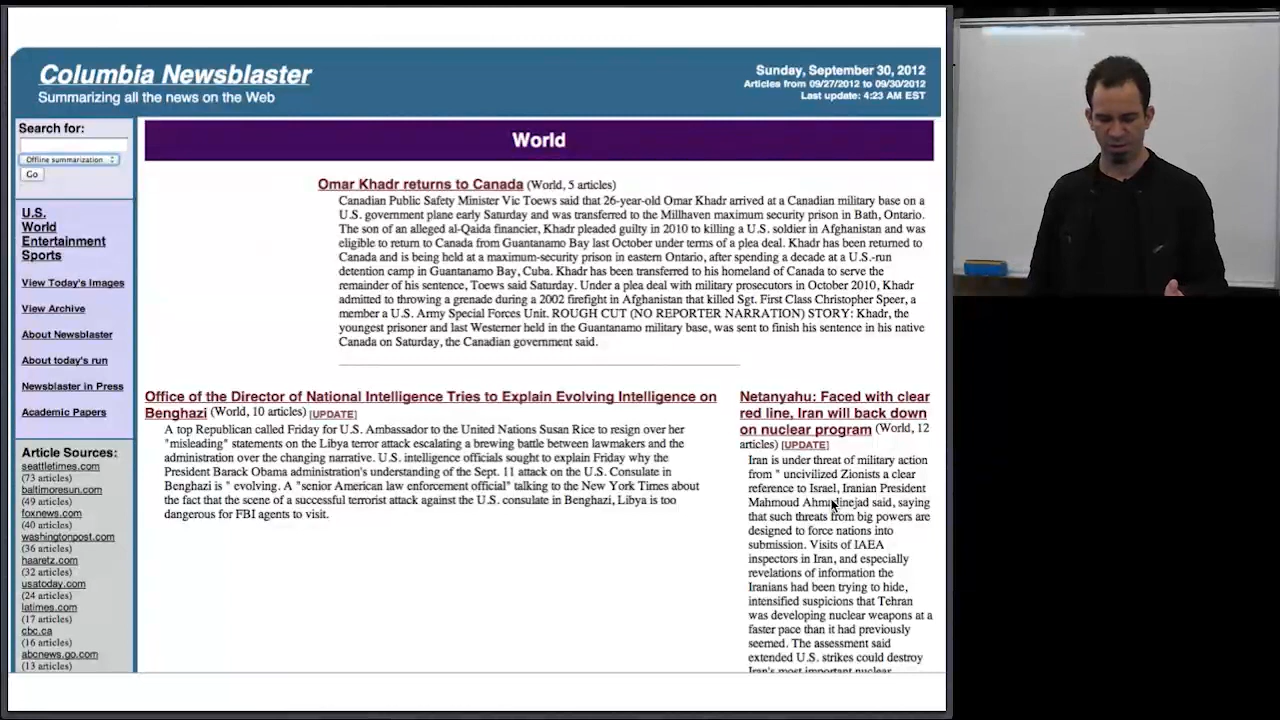 Columbia Newsblaster
Summarizing all the news on the Web
Sunday, September 30, 2012
Articles from 09/27/2012 to 09/30/2012
Last update: 4:23 AM EST
Search for:
Offline summarization
Go
U.S.
World
Entertainment
Sports
View Today's Images
View Archive
About Newsblaster
About today's run
Newsblaster in Press
Academic Papers
Article Sources:
seattletimes.com
(73 articles)
baltimoresun.com
(49 articles)
foxnews.com
(40 articles)
washingtonpost.com
(36 articles)
haaretz.com
(32 articles)
usatoday.com
(24 articles)
latimes.com
(17 articles)
cbc.ca
(16 articles)
abcnews.go.com
(13 articles)
World
Omar Khadr returns to Canada (World, 5 articles)
Canadian Public Safety Minister Vic Toews said that 26-year-old Omar Khadr arrived at a Canadian military base on a
U.S. government plane early Saturday and was transferred to the Millhaven maximum security prison in Bath, Ontario.
The son of an alleged al-Qaida financier, Khadr pleaded guilty in 2010 to killing a U.S. soldier in Afghanistan and was
eligible to return to Canada from Guantanamo Bay last October under terms of a plea deal. Khadr has been returned to
Canada and is being held at a maximum-security prison in eastern Ontario, after spending a decade at a U.S.-run
detention camp in Guantanamo Bay, Cuba. Khadr has been transferred to his homeland of Canada to serve the
remainder of his sentence, Toews said Saturday. Under a plea deal with military prosecutors in October 2010, Khadr
admitted to throwing a grenade during a 2002 firefight in Afghanistan that killed Sgt. First Class Christopher Speer, a
member a U.S. Army Special Forces Unit. ROUGH CUT (NO REPORTER NARRATION) STORY: Khadr, the
youngest prisoner and last Westerner held in the Guantanamo military base, was sent to finish his sentence in his native
Canada on Saturday, the Canadian government said.
Office of the Director of National Intelligence Tries to Explain Evolving Intelligence on
Benghazi (World, 10 articles) [UPDATE]
A top Republican called Friday for U.S. Ambassador to the United Nations Susan Rice to resign over her
"misleading" statements on the Libya terror attack escalating a brewing battle between lawmakers and the
administration over the changing narrative. U.S. intelligence officials sought to explain Friday why the
President Barack Obama administration's understanding of the Sept. 11 attack on the U.S. Consulate in
Benghazi is " evolving. A "senior American law enforcement official" talking to the New York Times about
the fact that the scene of a successful terrorist attack against the U.S. consulate in Benghazi, Libya is too
dangerous for FBI agents to visit.
Netanyahu: Faced with clear
red line, Iran will back down
on nuclear program (World, 12
articles) [UPDATE]
Iran is under threat of military action
from " uncivilized Zionists a clear
reference to Israel, Iranian President
Mahmoud Ahmadinejad said, saying
that such threats from big powers are
designed to force nations into
submission. Visits of IAEA
inspectors in Iran, and especially
revelations of information the
Iranians had been trying to hide,
intensified suspicions that Tehran
was developing nuclear weapons at a
faster pace than it had previously
seemed. The assessment said
extended U.S. strikes could destroy
Iran's most important nuclear